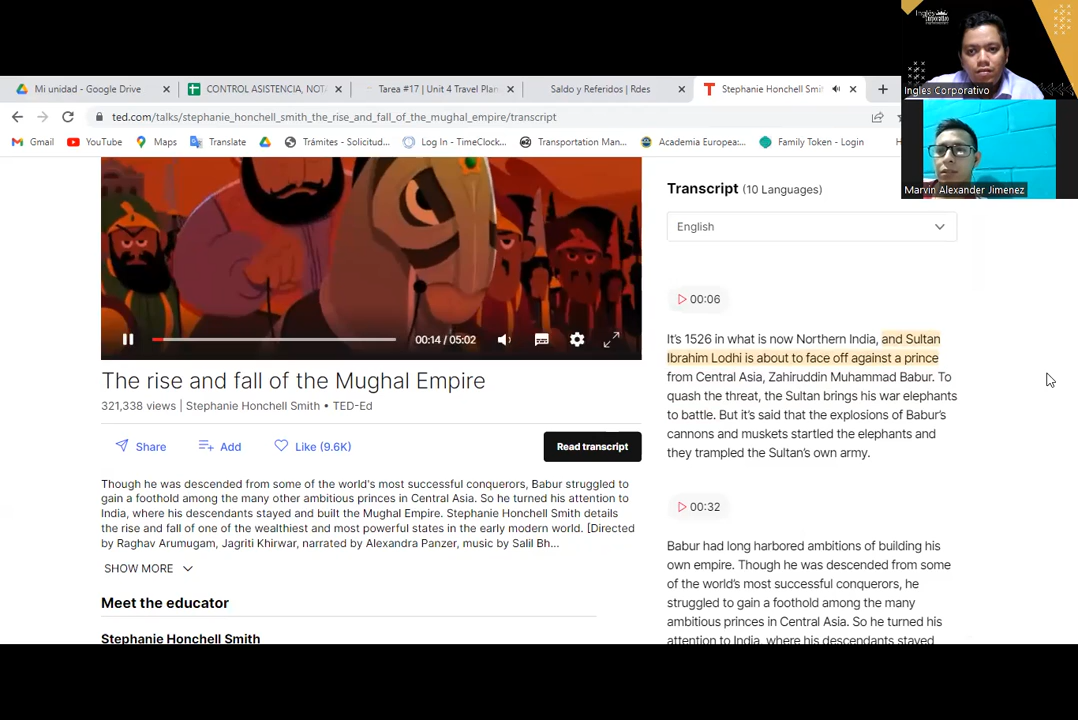 Inglés
Corporativo
Ingles Corporativo
Marvin Alexander Jimenez
Mi unidad - Google Drive
CONTROL ASISTENCIA, NOT
Tarea #17 | Unit 4 Travel Plan
Saldo y Referidos | Rdes
Stephanie Honchell Smit
ted.com/talks/stephanie_honchell_smith_the_rise_and_fall_of_the_mughal_empire/transcript
Gmail
YouTube
Maps
Translate
Trámites - Solicitud...
Log In - TimeClock...
Transportation Man...
Academia Europea:...
Family Token - Login
00:14 / 05:02
The rise and fall of the Mughal Empire
321,338 views | Stephanie Honchell Smith • TED-Ed
Share
Add
Like (9.6K)
Read transcript
Though he was descended from some of the world's most successful conquerors, Babur struggled to
gain a foothold among the many other ambitious princes in Central Asia. So he turned his attention to
India, where his descendants stayed and built the Mughal Empire. Stephanie Honchell Smith details
the rise and fall of one of the wealthiest and most powerful states in the early modern world. [Directed
by Raghav Arumugam, Jagriti Khirwar, narrated by Alexandra Panzer, music by Salil Bh...
SHOW MORE
Meet the educator
Stephanie Honchell Smith
Transcript (10 Languages)
English
00:06
It's 1526 in what is now Northern India, and Sultan
Ibrahim Lodhi is about to face off against a prince
from Central Asia, Zahiruddin Muhammad Babur. To
quash the threat, the Sultan brings his war elephants
to battle. But it's said that the explosions of Babur's
cannons and muskets startled the elephants and
they trampled the Sultan's own army.
00:32
Babur had long harbored ambitions of building his
own empire. Though he was descended from some
of the world's most successful conquerors, he
struggled to gain a foothold among the many
ambitious princes in Central Asia. So he turned his
attention to India, where his descendants stayed